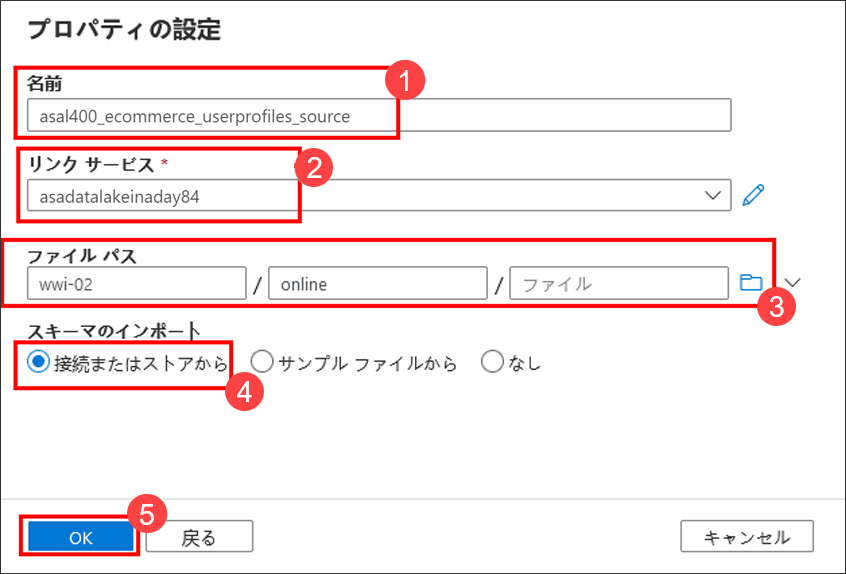 プロパティの設定
名前
1
asal400_ecommerce_userprofiles_source
リンク サービス *
2
asadatalakeinaday84
ファイル パス
wwi-02 / online / ファイル
3
スキーマのインポート
接続またはストアから サンプル ファイルから なし
4
5
OK 戻る キャンセル